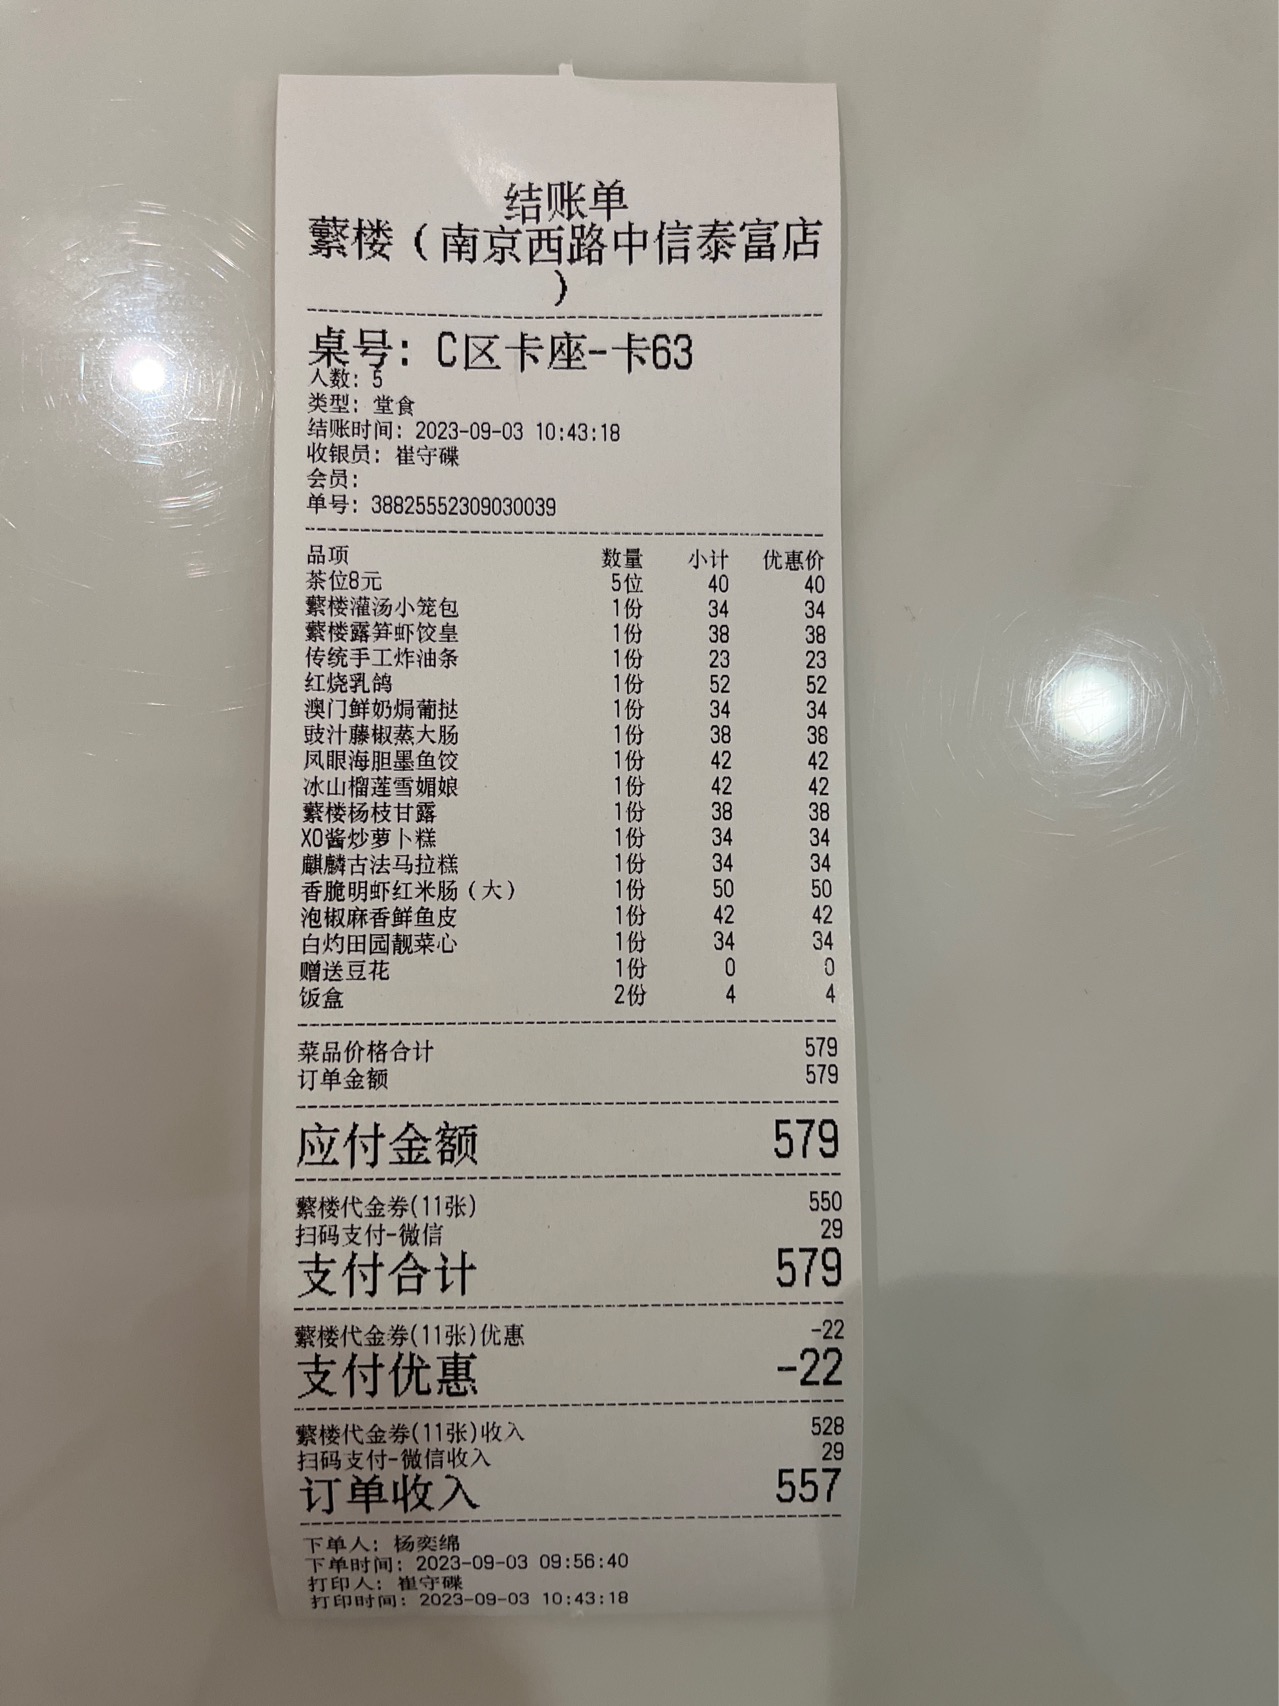 结账单
蘩楼（南京西路中信泰富店
）
桌号：C区卡座-卡63
人数：5
类型：堂食
结账时间：2023-09-03 10:43:18
收银员：崔守碟
会员：
单号：38825552309030039
品项 数量 小计 优惠价
茶位8元 5位 40 40
蘩楼灌汤小笼包 1份 34 34
蘩楼露笋虾饺皇 1份 38 38
传统手工炸油条 1份 23 23
红烧乳鸽 1份 52 52
澳门鲜奶焗葡挞 1份 34 34
豉汁藤椒蒸大肠 1份 38 38
凤眼海胆墨鱼饺 1份 42 42
冰山榴莲雪媚娘 1份 42 42
蘩楼杨枝甘露 1份 38 38
XO酱炒萝卜糕 1份 34 34
麒麟古法马拉糕 1份 34 34
香脆明虾红米肠（大） 1份 50 50
泡椒麻香鲜鱼皮 1份 42 42
白灼田园靓菜心 1份 34 34
赠送豆花 1份 0 0
饭盒 2份 4 4
菜品价格合计 579
订单金额 579
应付金额 579
蘩楼代金券(11张) 550
扫码支付-微信 29
支付合计 579
蘩楼代金券(11张)优惠 -22
支付优惠 -22
蘩楼代金券(11张)收入 528
扫码支付-微信收入 29
订单收入 557
下单人：杨奕绵
下单时间：2023-09-03 09:56:40
打印人：崔守碟
打印时间：2023-09-03 10:43:18